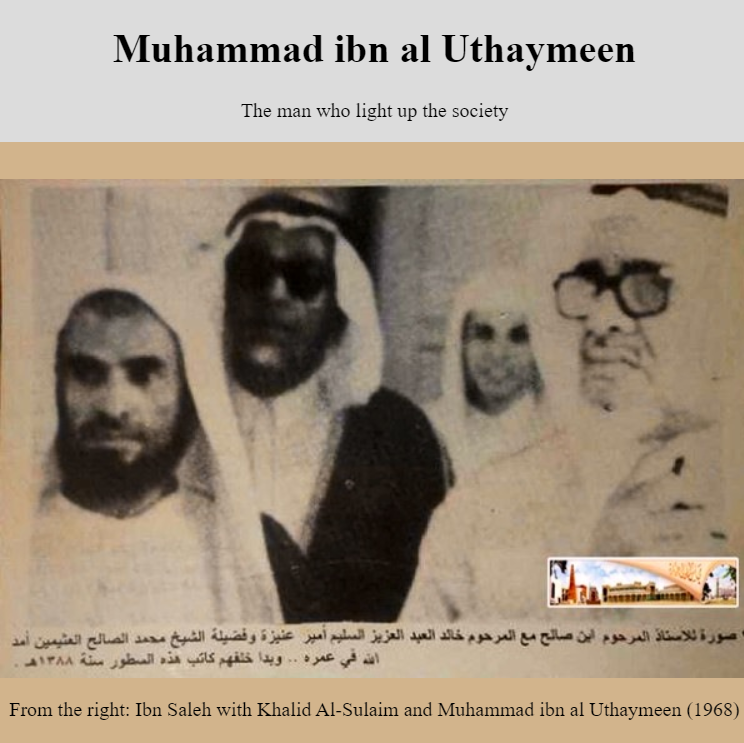 Muhammad ibn al Uthaymeen
The man who light up the society
صورة للاستاذ المرحوم ابن صالح مع المرحوم خالد العبد العزيز السليم أمير عنيزة وفضيلة الشيخ محمد الصالح العثيمين أمد
الله في عمره .. وبدا خلفهم كاتب هذه السطور سنة ١٣٨٨هـ .
From the right: Ibn Saleh with Khalid Al-Sulaim and Muhammad ibn al Uthaymeen (1968)